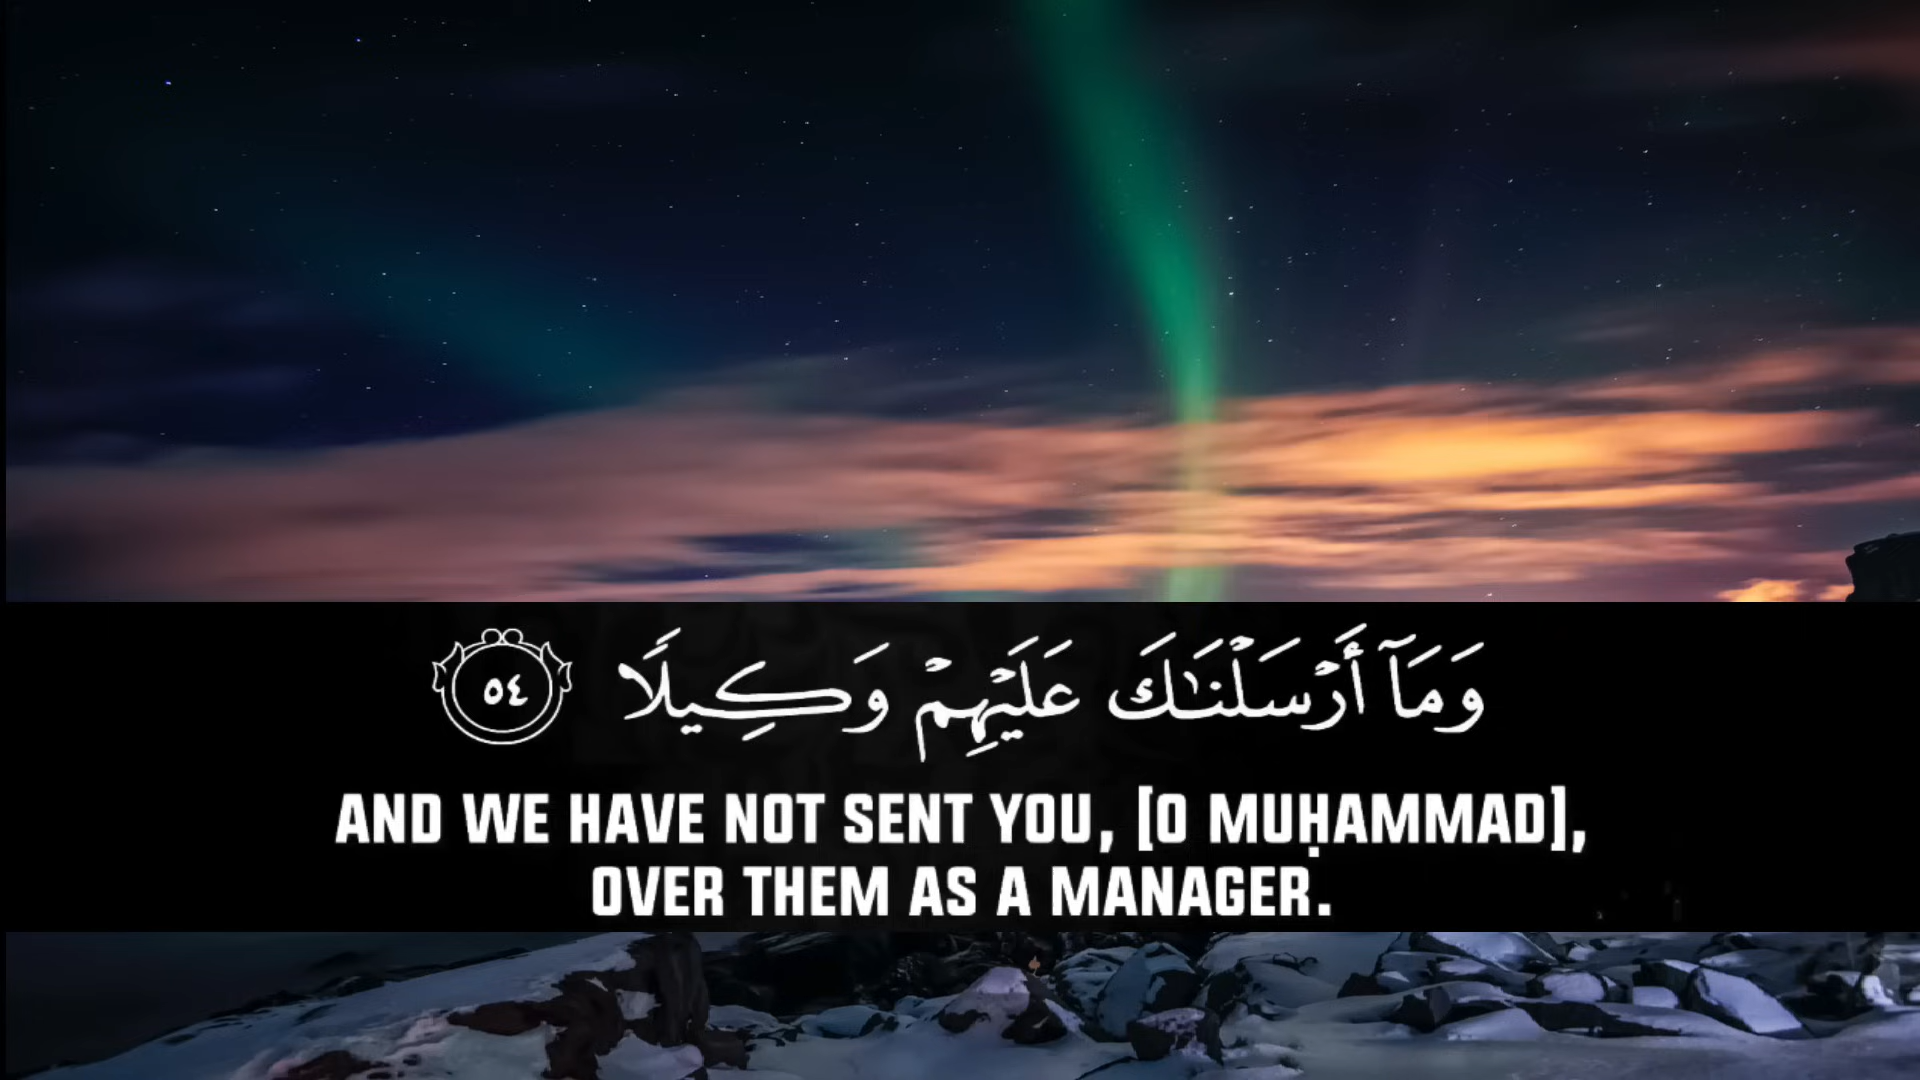 وَمَآ أَرْسَلْنَٰكَ عَلَيْهِمْ وَكِيلًا ٥٤
AND WE HAVE NOT SENT YOU, [O MUḤAMMAD],
OVER THEM AS A MANAGER.